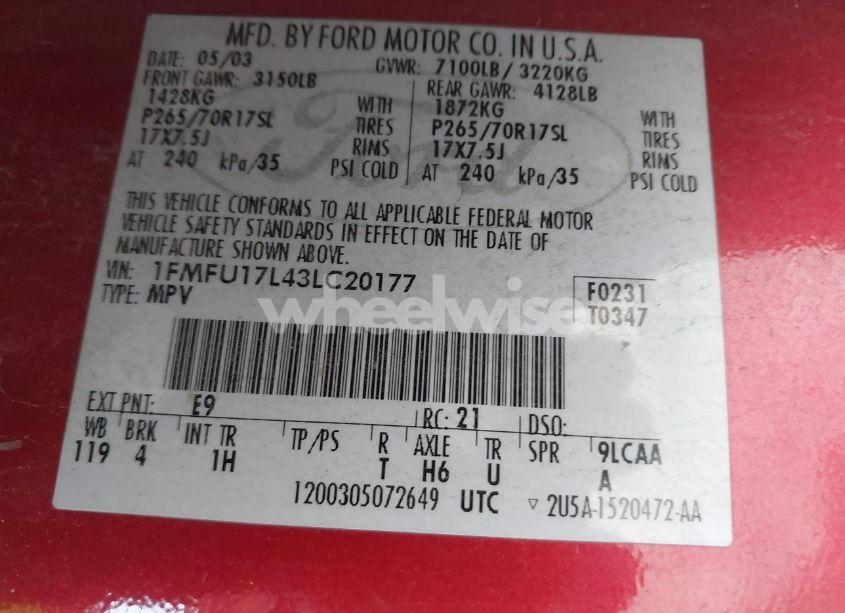 MFD. BY FORD MOTOR CO. IN U.S.A.
DATE: 05/03 GVWR: 7100LB/ 3220KG
FRONT GAWR: 3150LB REAR GAWR: 4128LB
1428KG WITH 1872KG WITH
P265/70R17SL TIRES P265/70R17SL TIRES
17X7.5J RIMS 17X7.5J RIMS
AT 240 kPa/35 PSI COLD AT 240 kPa/35 PSI COLD
Ford
THIS VEHICLE CONFORMS TO ALL APPLICABLE FEDERAL MOTOR
VEHICLE SAFETY STANDARDS IN EFFECT ON THE DATE OF
MANUFACTURE SHOWN ABOVE.
VIN: 1FMFU17L43LC20177 F0231
TYPE: MPV T0347
wheelwise
EXT PNT: E9 RC: 21 DSO:
WB BRK INT TR TP/PS R AXLE TR SPR 9LCAA
119 4 1H T H6 U A
1200305072649 UTC ▽ 2U5A-1520472-AA